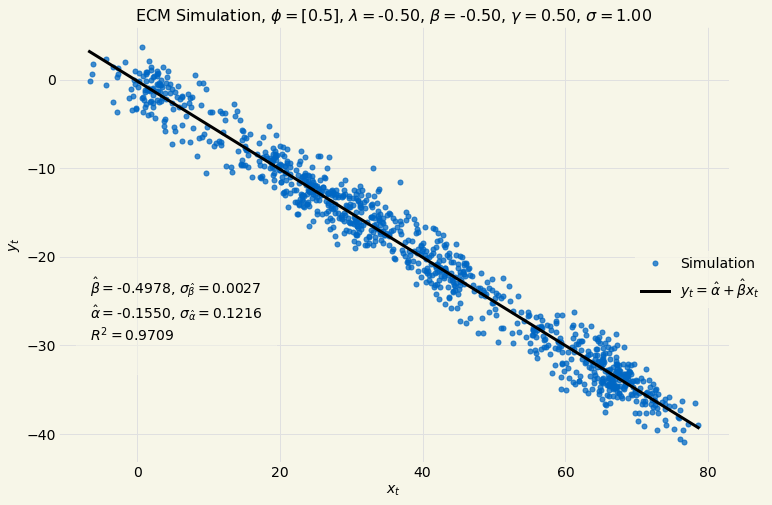 ECM Simulation, ϕ = [0.5], λ = -0.50, β = -0.50, γ = 0.50, σ = 1.00
0
−10
−20
−30
−40
y_t
β̂ = -0.4978, σ_β̂ = 0.0027
α̂ = -0.1550, σ_α̂ = 0.1216
R² = 0.9709
Simulation
y_t = α̂ + β̂x_t
0 20 40 60 80
x_t